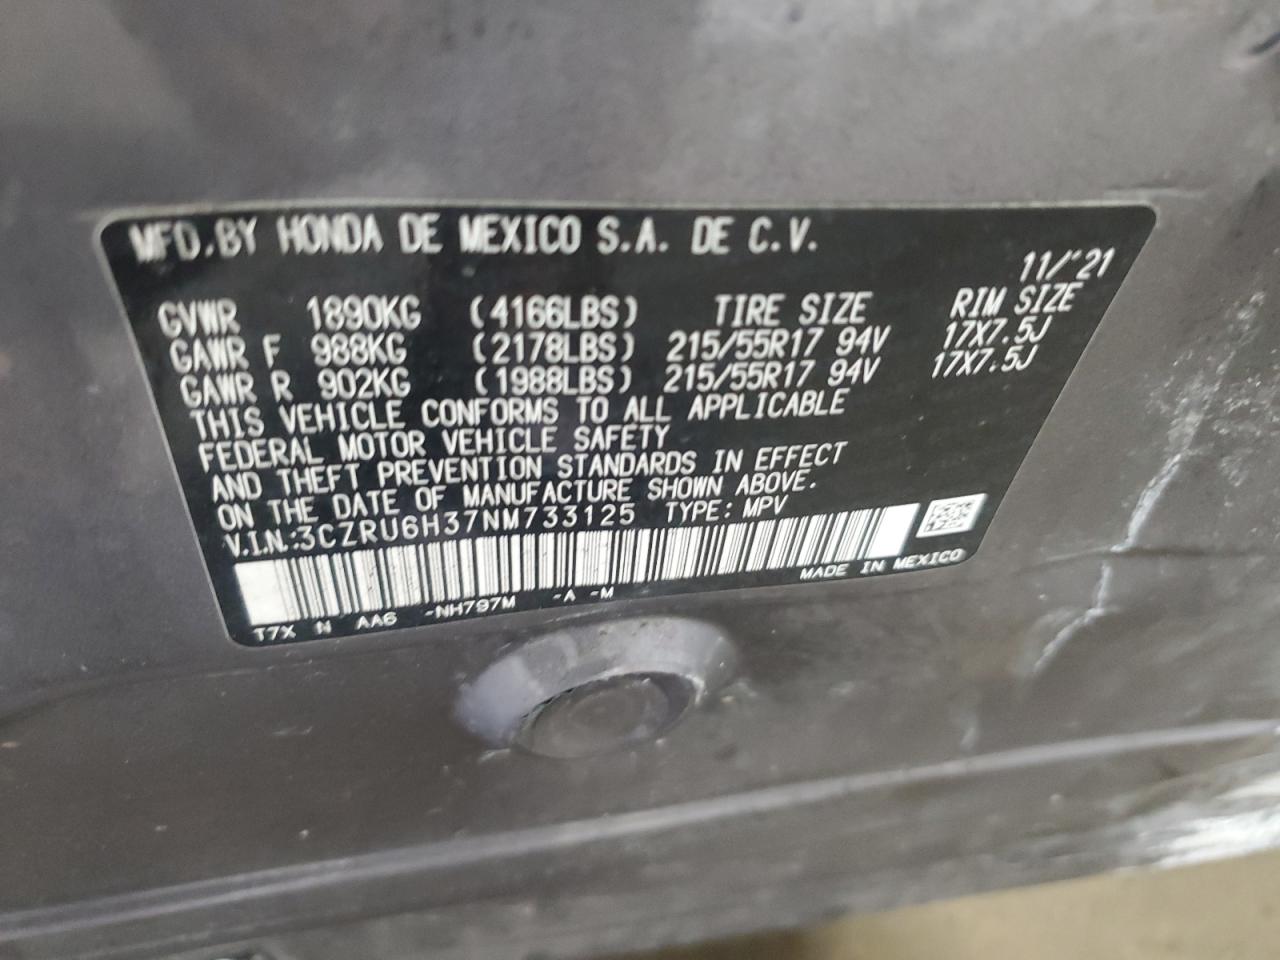 MFD. BY HONDA DE MEXICO S.A. DE C.V.
11/'21
GVWR 1890KG (4166LBS) TIRE SIZE RIM SIZE
GAWR F 988KG (2178LBS) 215/55R17 94V 17X7.5J
GAWR R 902KG (1988LBS) 215/55R17 94V 17X7.5J
THIS VEHICLE CONFORMS TO ALL APPLICABLE
FEDERAL MOTOR VEHICLE SAFETY
AND THEFT PREVENTION STANDARDS IN EFFECT
ON THE DATE OF MANUFACTURE SHOWN ABOVE.
V.I.N.:3CZRU6H37NM733125 TYPE: MPV
MADE IN MEXICO
T7X N AA6 -NH797M -A -M